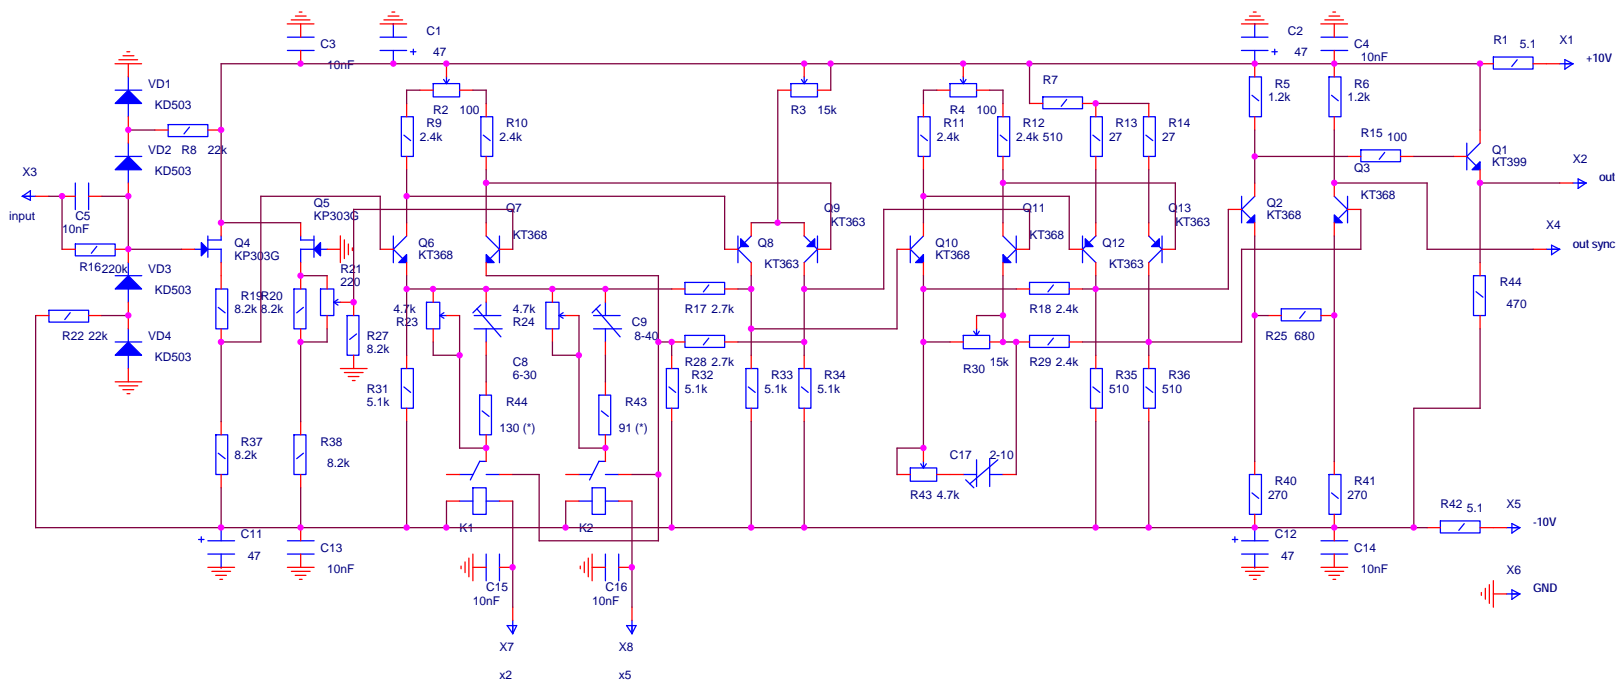 C3
10nF
C1
+ 47
C2
+ 47
C4
10nF
R1 5.1
X1
+10V
VD1
KD503
R2 100
R9
2.4k
R10
2.4k
R3 15k
R4 100
R11
2.4k
R12
2.4k
R7
510
R13
27
R14
27
R5
1.2k
R6
1.2k
R15 100
Q1
KT399
R8 22k
VD2
KD503
X3
input
C5
10nF
Q3
KT368
X2
out
Q5
KP303G
Q7
KT368
Q9
KT363
Q11
KT368
Q13
KT363
Q2
KT368
X4
out sync
Q4
KP303G
Q6
KT368
Q8
KT363
Q10
KT368
Q12
KT363
R16 220k
VD3
KD503
R21
220
R19
8.2k
R20
8.2k
4.7k
R23
4.7k
R24
C9
8-40
R17 2.7k
R18 2.4k
R44
470
R22 22k
VD4
KD503
R27
8.2k
C8
6-30
R28 2.7k
R30
15k
R29 2.4k
R25 680
R31
5.1k
R32
5.1k
R33
5.1k
R34
5.1k
R35
510
R36
510
R44
130 (*)
R43
91 (*)
R37
8.2k
R38
8.2k
C17 2-10
R43 4.7k
R40
270
R41
270
K1
K2
R42 5.1
X5
-10V
+
C11
47
C13
10nF
+
C12
47
C14
10nF
C15
10nF
C16
10nF
X6
GND
X7
x2
X8
x5